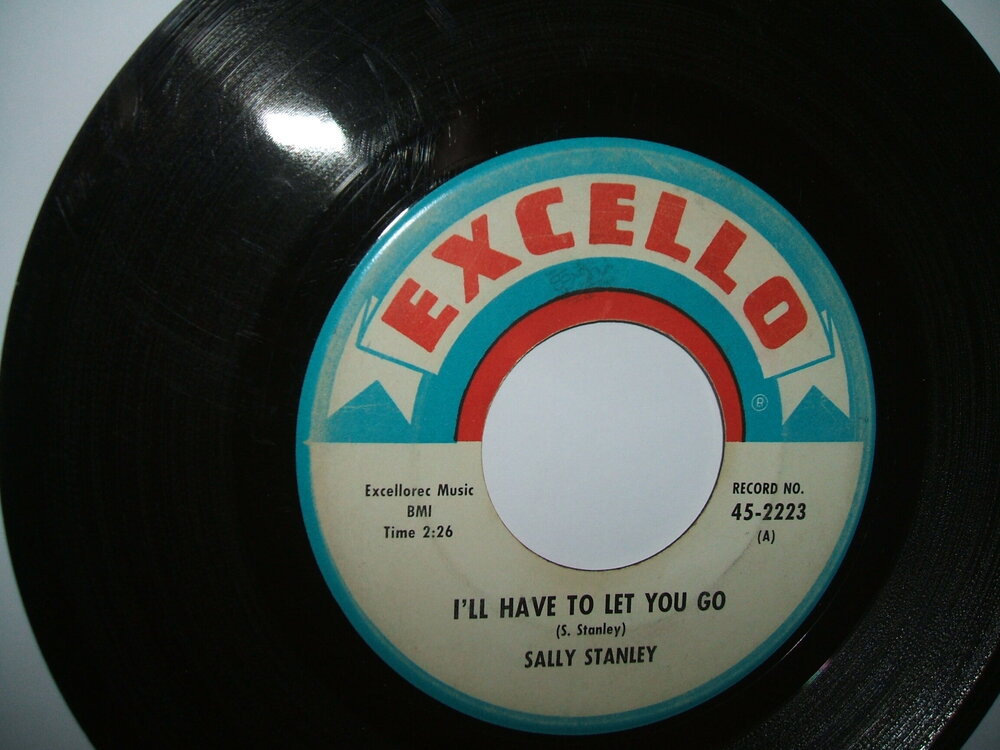 EXCELLO
®
Excellorec Music
BMI
Time 2:26
RECORD NO.
45-2223
(A)
I'LL HAVE TO LET YOU GO
(S. Stanley)
SALLY STANLEY